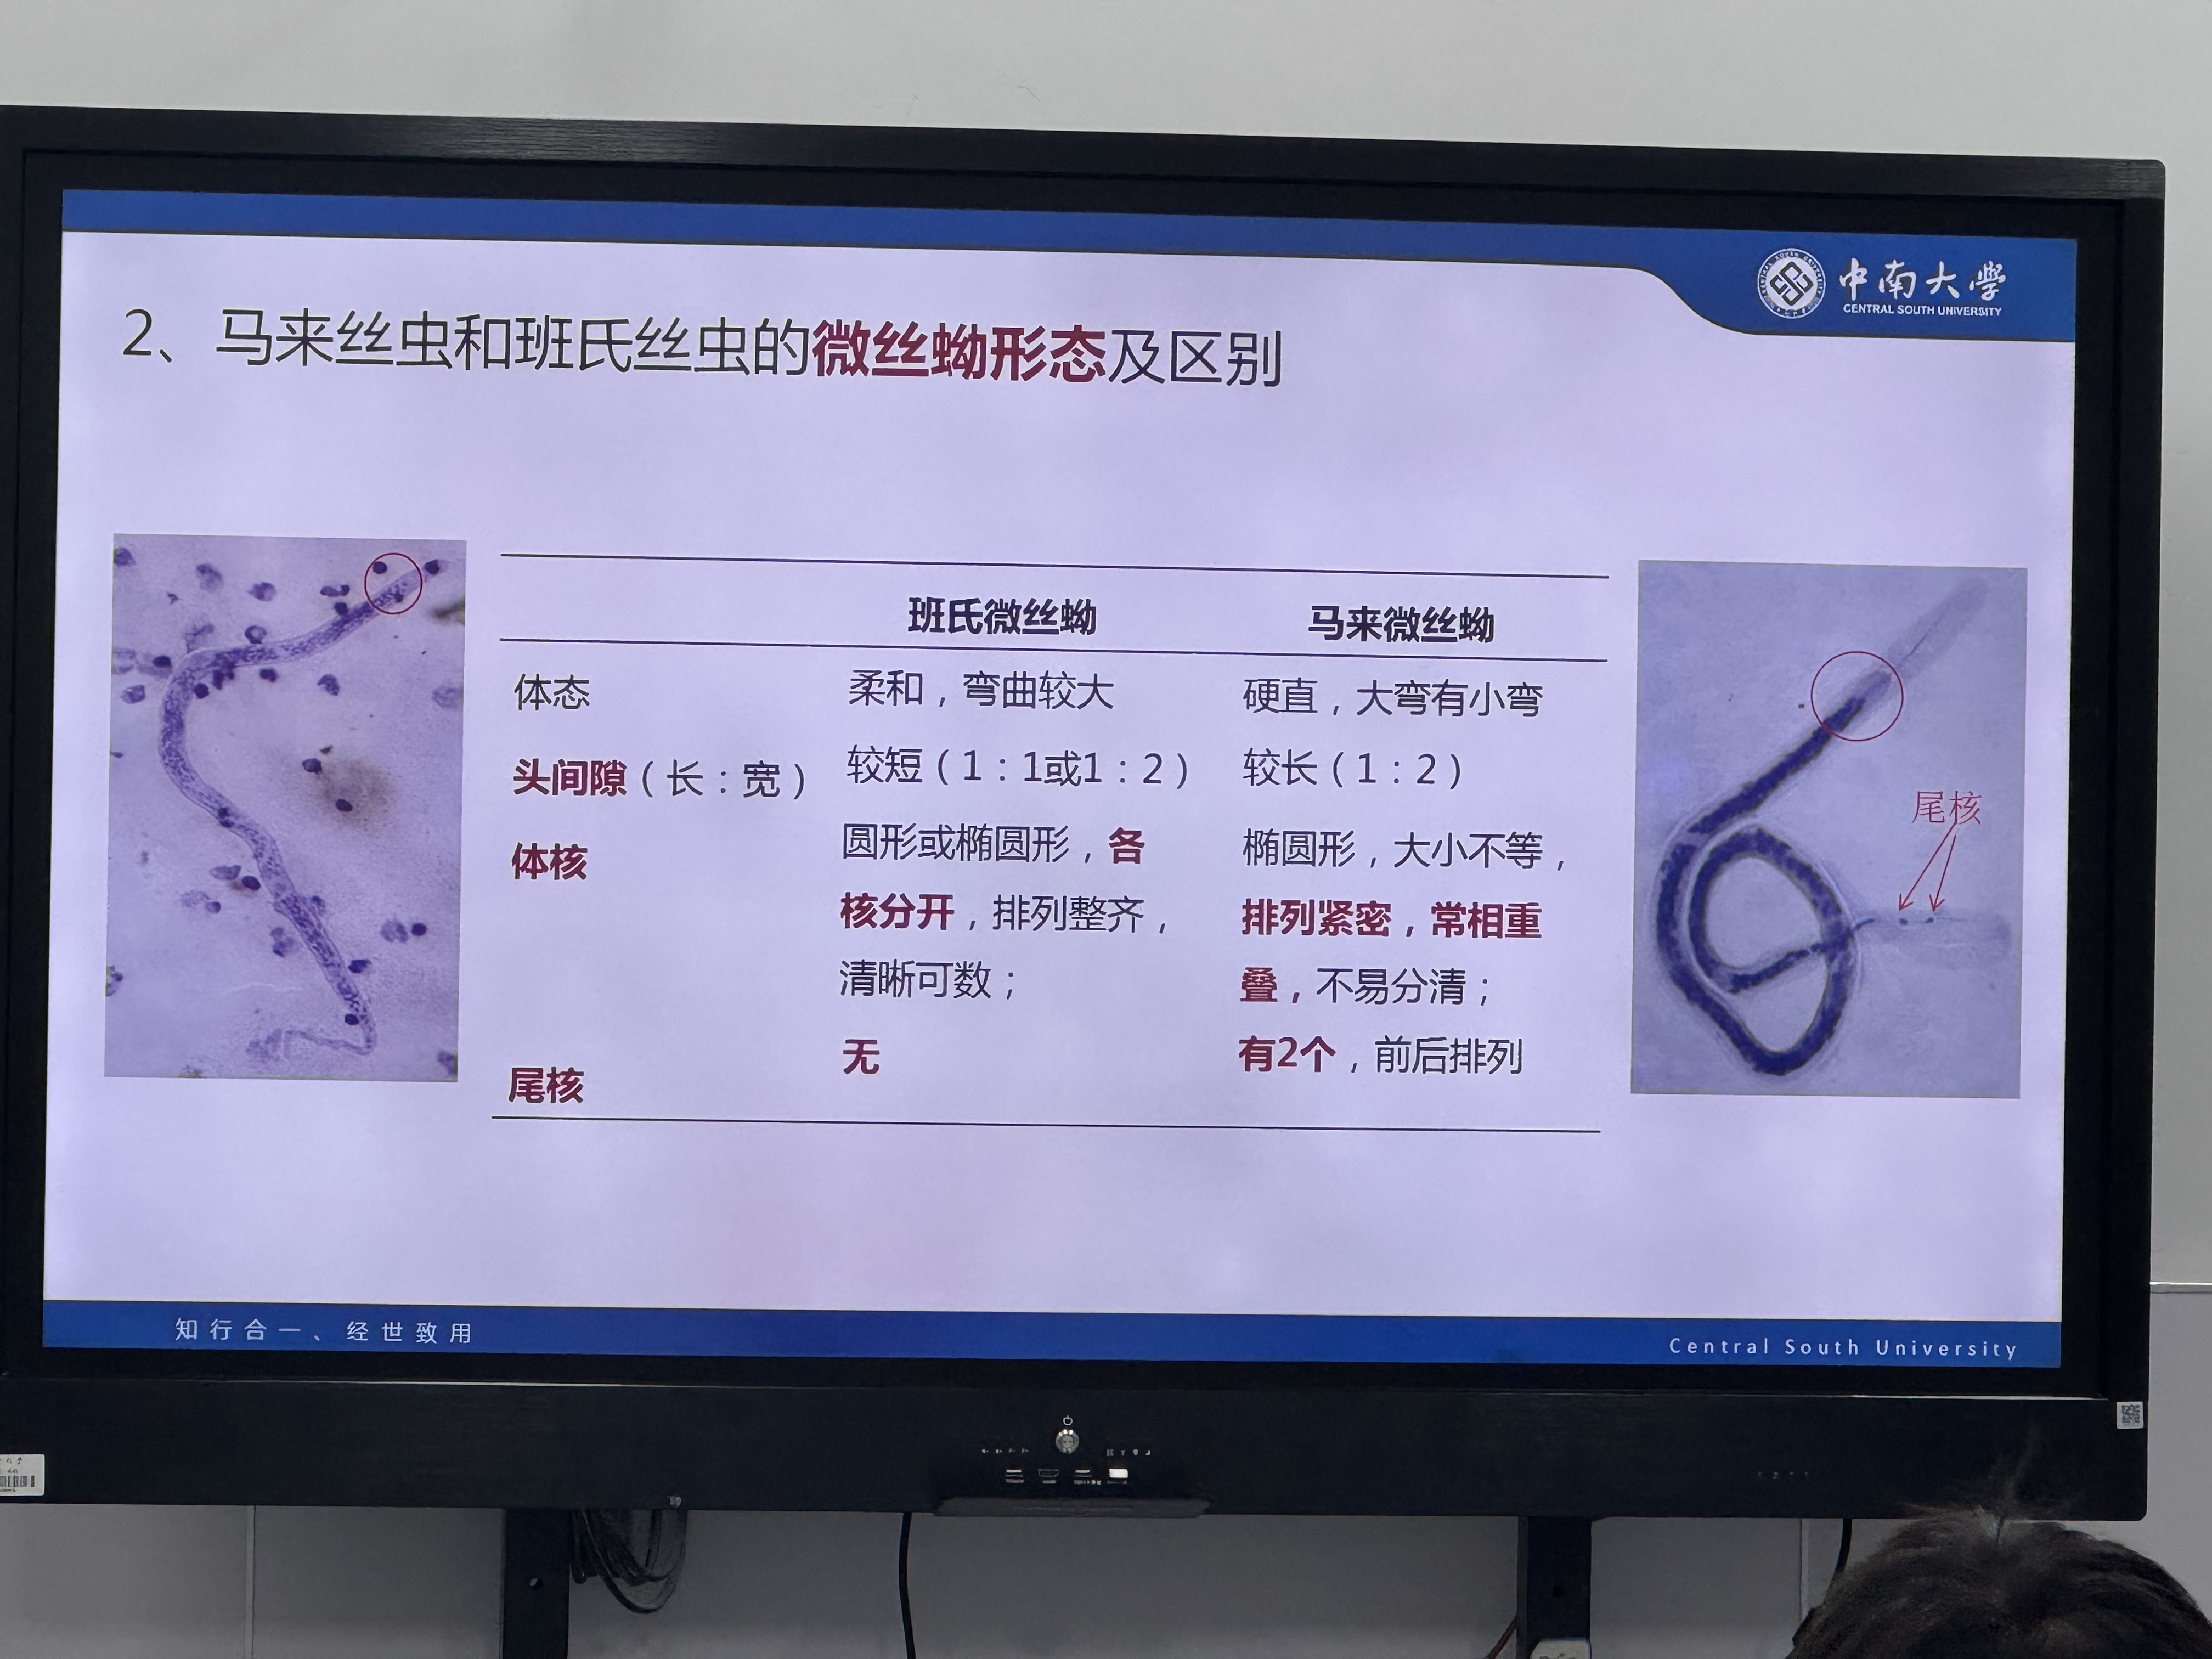 中南大学
CENTRAL SOUTH UNIVERSITY
2、马来丝虫和班氏丝虫的微丝蚴形态及区别
班氏微丝蚴 马来微丝蚴
体态 柔和，弯曲较大 硬直，大弯有小弯
头间隙（长：宽） 较短（1：1或1：2） 较长（1：2）
体核 圆形或椭圆形，各 椭圆形，大小不等，
核分开，排列整齐， 排列紧密，常相重
清晰可数； 叠，不易分清；
尾核 无 有2个，前后排列
尾核
知行合一、经世致用
Central South University